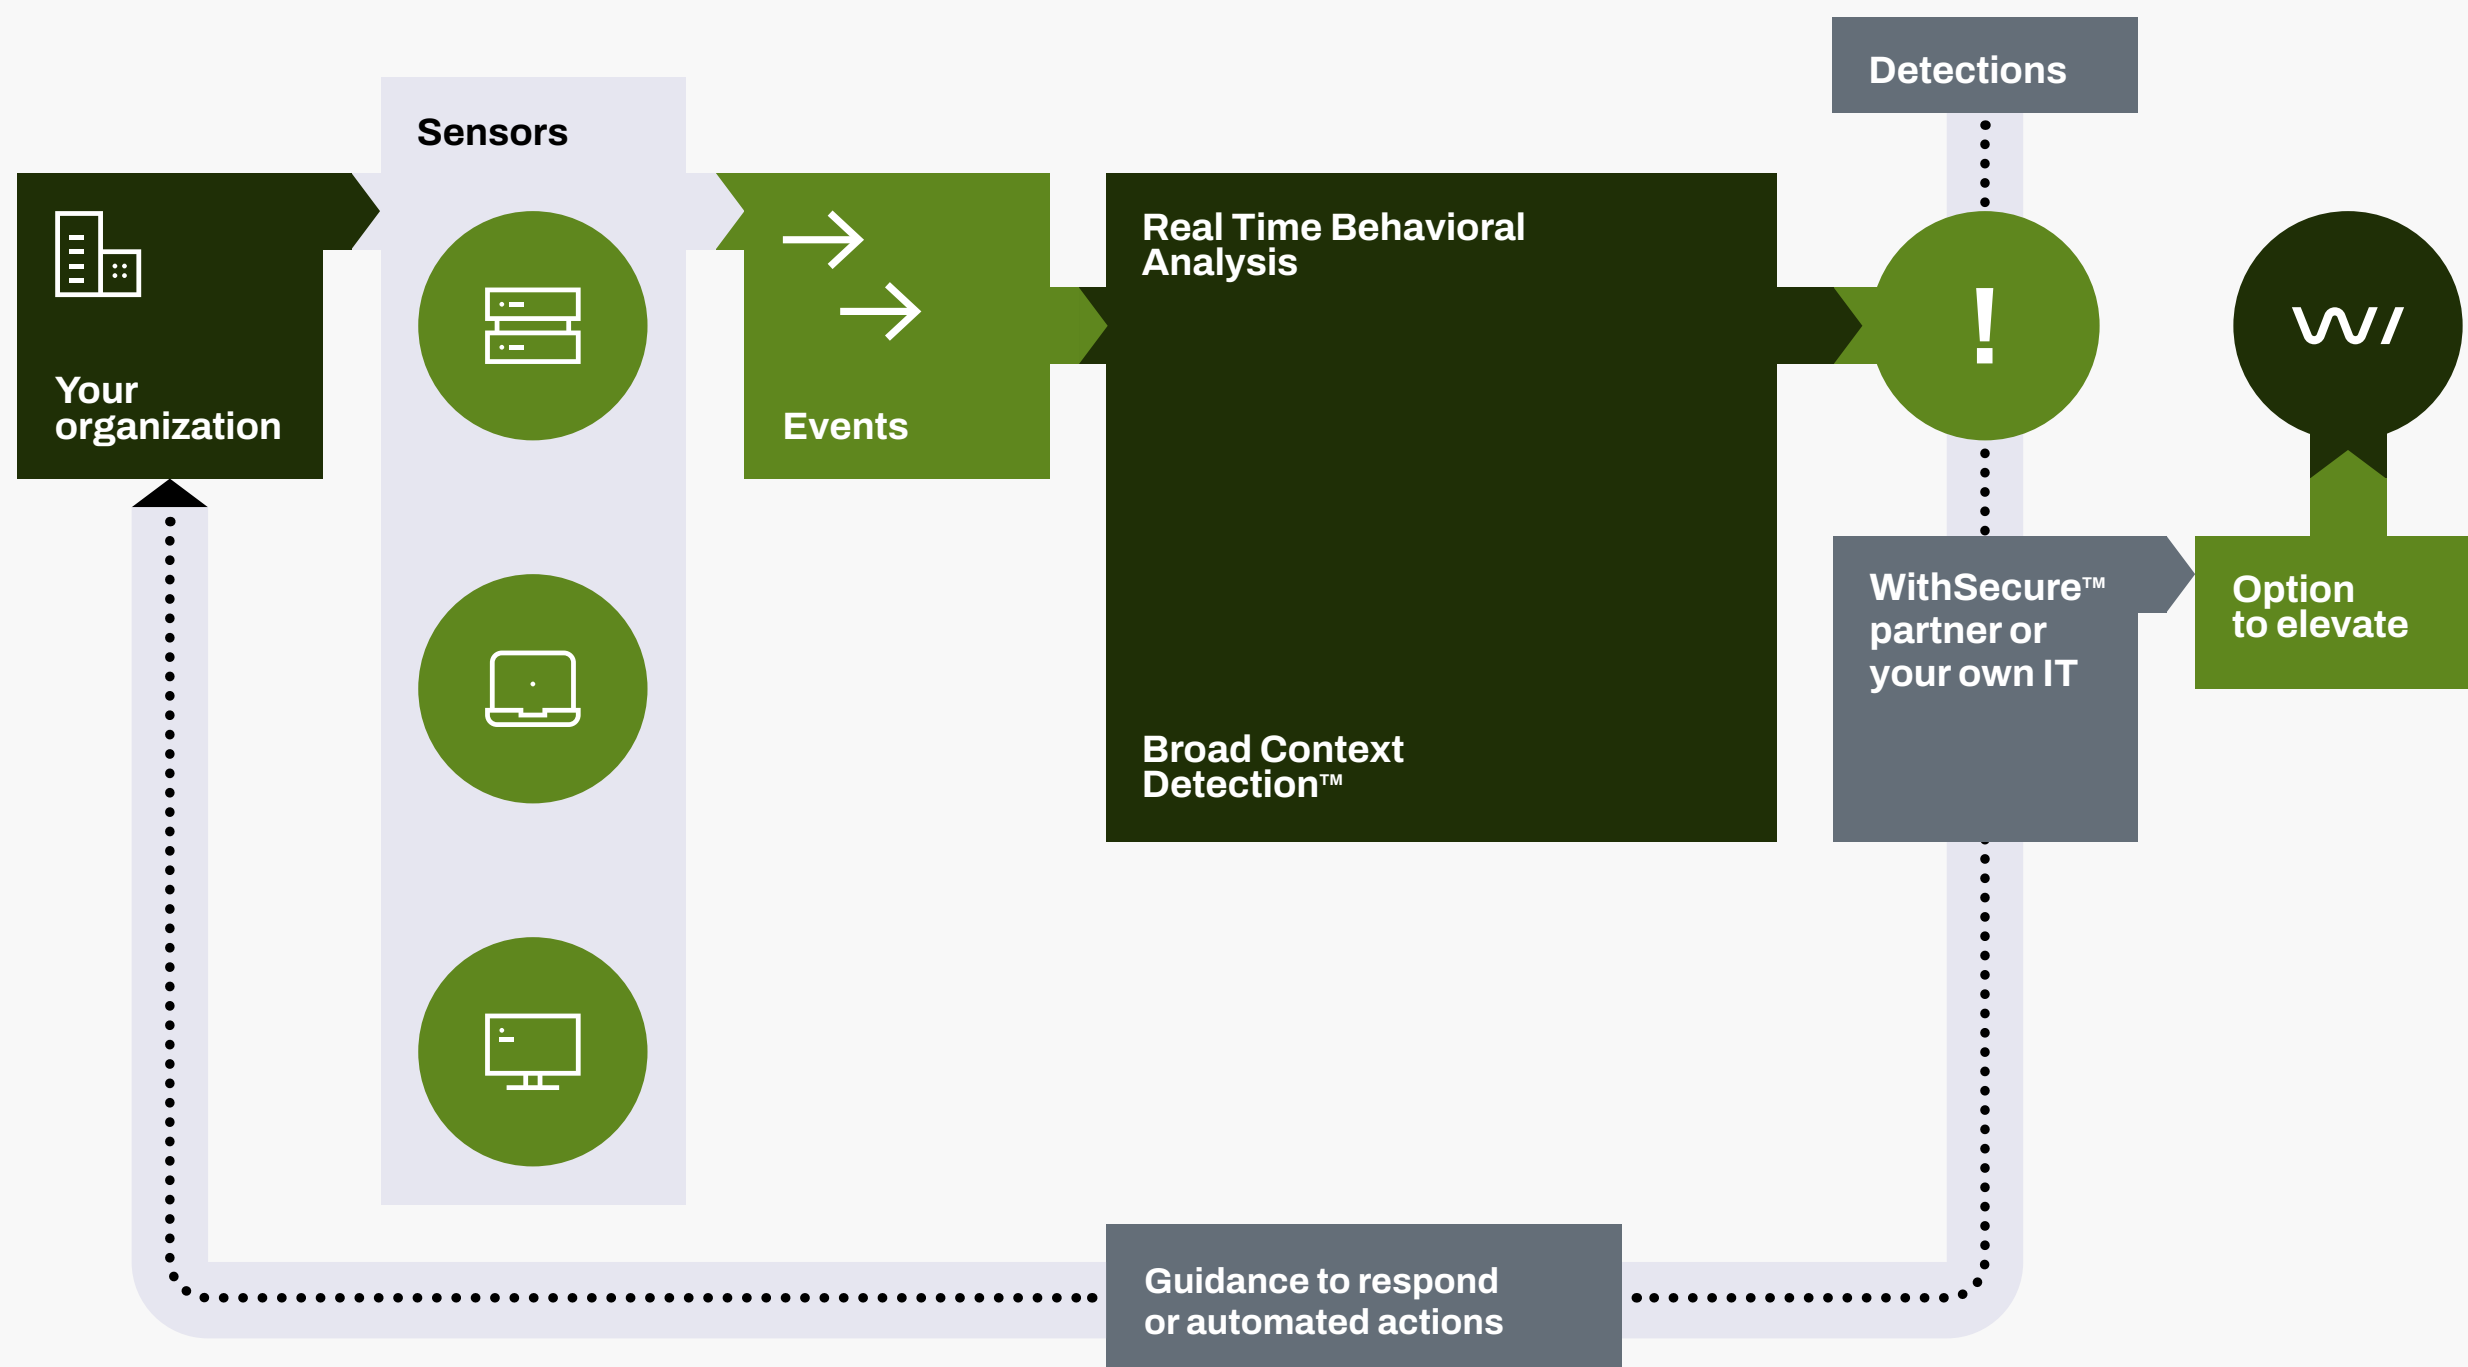 Detections
Sensors
Your
organization
Events
Real Time Behavioral
Analysis
Broad Context
Detection™
!
WithSecure™
partner or
your own IT
Option
to elevate
Guidance to respond
or automated actions